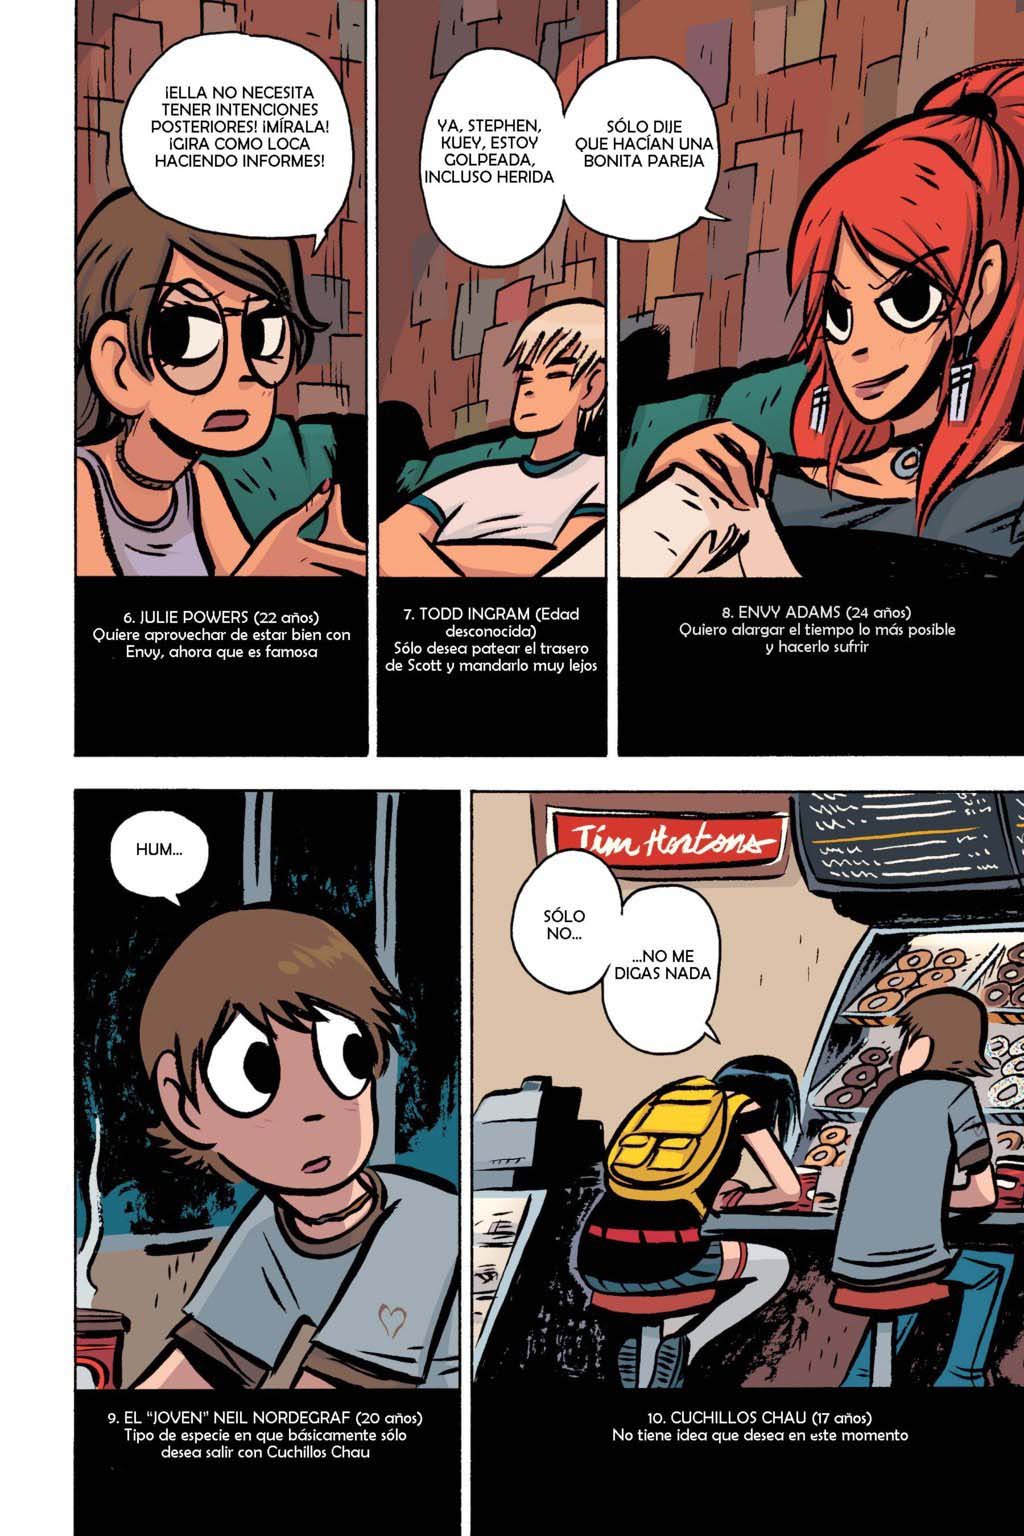 ¡ELLA NO NECESITA
TENER INTENCIONES
POSTERIORES! ¡MÍRALA!
¡GIRA COMO LOCA
HACIENDO INFORMES!
YA, STEPHEN,
KUEY, ESTOY
GOLPEADA,
INCLUSO HERIDA
SÓLO DIJE
QUE HACÍAN UNA
BONITA PAREJA
6. JULIE POWERS (22 años)
Quiere aprovechar de estar bien con
Envy, ahora que es famosa
7. TODD INGRAM (Edad
desconocida)
Sólo desea patear el trasero
de Scott y mandarlo muy lejos
8. ENVY ADAMS (24 años)
Quiero alargar el tiempo lo más posible
y hacerlo sufrir
HUM...
Tim Hortons
SÓLO
NO...
...NO ME
DIGAS NADA
9. EL “JOVEN” NEIL NORDEGRAF (20 años)
Tipo de especie en que básicamente sólo
desea salir con Cuchillos Chau
10. CUCHILLOS CHAU (17 años)
No tiene idea que desea en este momento